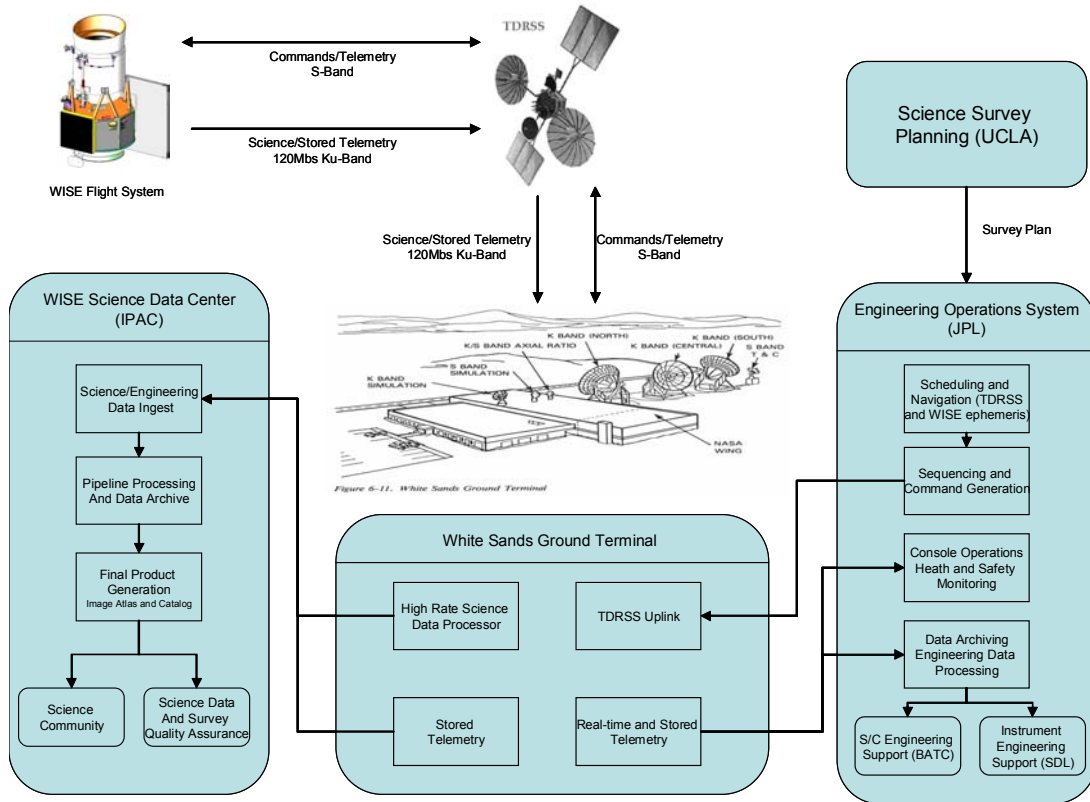 TDRSS
Commands/Telemetry
S-Band
Science/Stored Telemetry
120Mbs Ku-Band
WISE Flight System
Science Survey
Planning (UCLA)
Science/Stored Telemetry
120Mbs Ku-Band
Commands/Telemetry
S-Band
Survey Plan
WISE Science Data Center
(IPAC)
Science/Engineering
Data Ingest
Pipeline Processing
And Data Archive
Final Product
Generation
Image Atlas and Catalog
Science
Community
Science Data
And Survey
Quality Assurance
K BAND (NORTH)
K BAND (SOUTH)
K/S BAND AXIAL RATIO
K BAND (CENTRAL)
S BAND
T & C
S BAND
SIMULATION
K BAND
SIMULATION
NASA
WING
Figure 6-11. White Sands Ground Terminal
White Sands Ground Terminal
High Rate Science
Data Processor
TDRSS Uplink
Stored
Telemetry
Real-time and Stored
Telemetry
Engineering Operations System
(JPL)
Scheduling and
Navigation (TDRSS
and WISE ephemeris)
Sequencing and
Command Generation
Console Operations
Heath and Safety
Monitoring
Data Archiving
Engineering Data
Processing
S/C Engineering
Support (BATC)
Instrument
Engineering
Support (SDL)